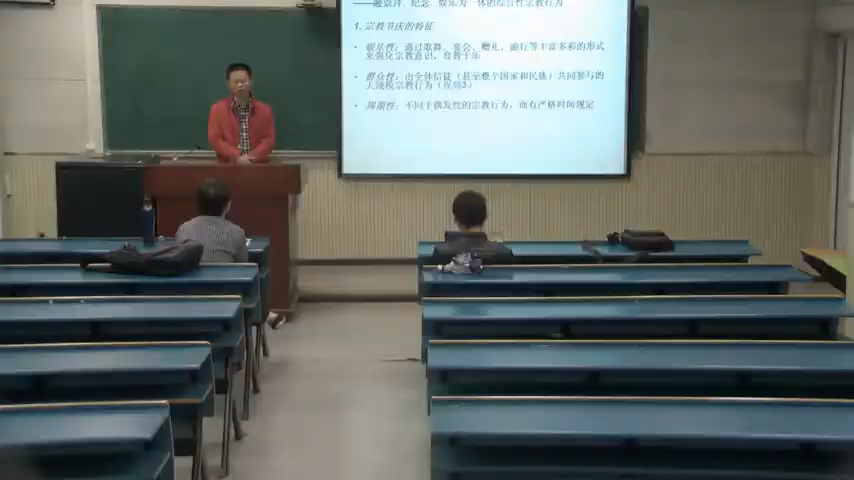 ——融崇拜、纪念、娱乐为一体的综合性宗教行为
1. 宗教节庆的特征
• 娱乐性:通过歌舞、宴会、赠礼、游行等丰富多彩的形式
来强化宗教意识,寓教于乐
• 群众性:由全体信徒(甚至整个国家和民族)共同参与的
大规模宗教行为(视频3)
• 周期性:不同于偶发性的宗教行为,而有严格时间规定